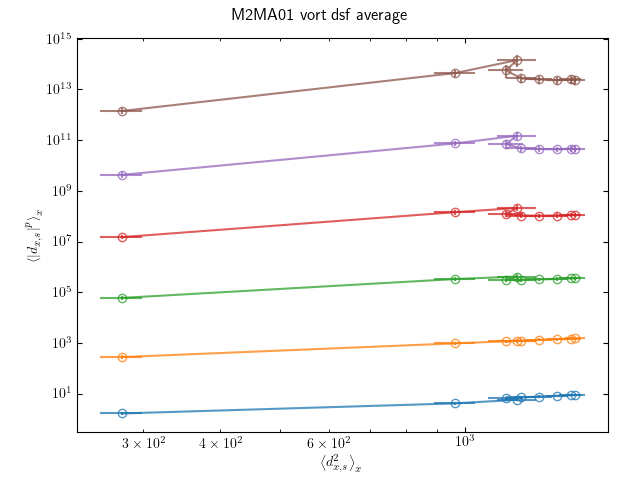 M2MA01 vort dsf average
10^15
10^13
10^11
10^9
10^7
10^5
10^3
10^1
⟨|d_{x,s}|^p⟩_x
3 × 10^2
4 × 10^2
6 × 10^2
10^3
⟨d_{x,s}^2⟩_x